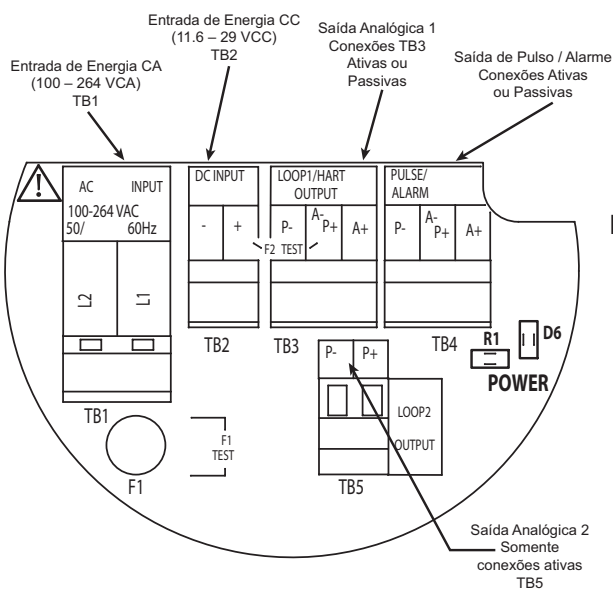 Entrada de Energia CC
(11.6 – 29 VCC)
TB2
Saída Analógica 1
Conexões TB3
Ativas ou
Passivas
Entrada de Energia CA
(100 – 264 VCA)
TB1
Saída de Pulso / Alarme
Conexões Ativas
ou Passivas
AC INPUT
100-264 VAC
50/ 60Hz
L2 L1
TB1
DC INPUT
- +
TB2
LOOP1/HART
OUTPUT
P- A- P+ A+
F2 TEST
TB3
PULSE/
ALARM
P- A- P+ A+
TB4
R1
D6
POWER
P- P+
LOOP2
OUTPUT
TB5
F1
F1
TEST
Saída Analógica 2
Somente
conexões ativas
TB5